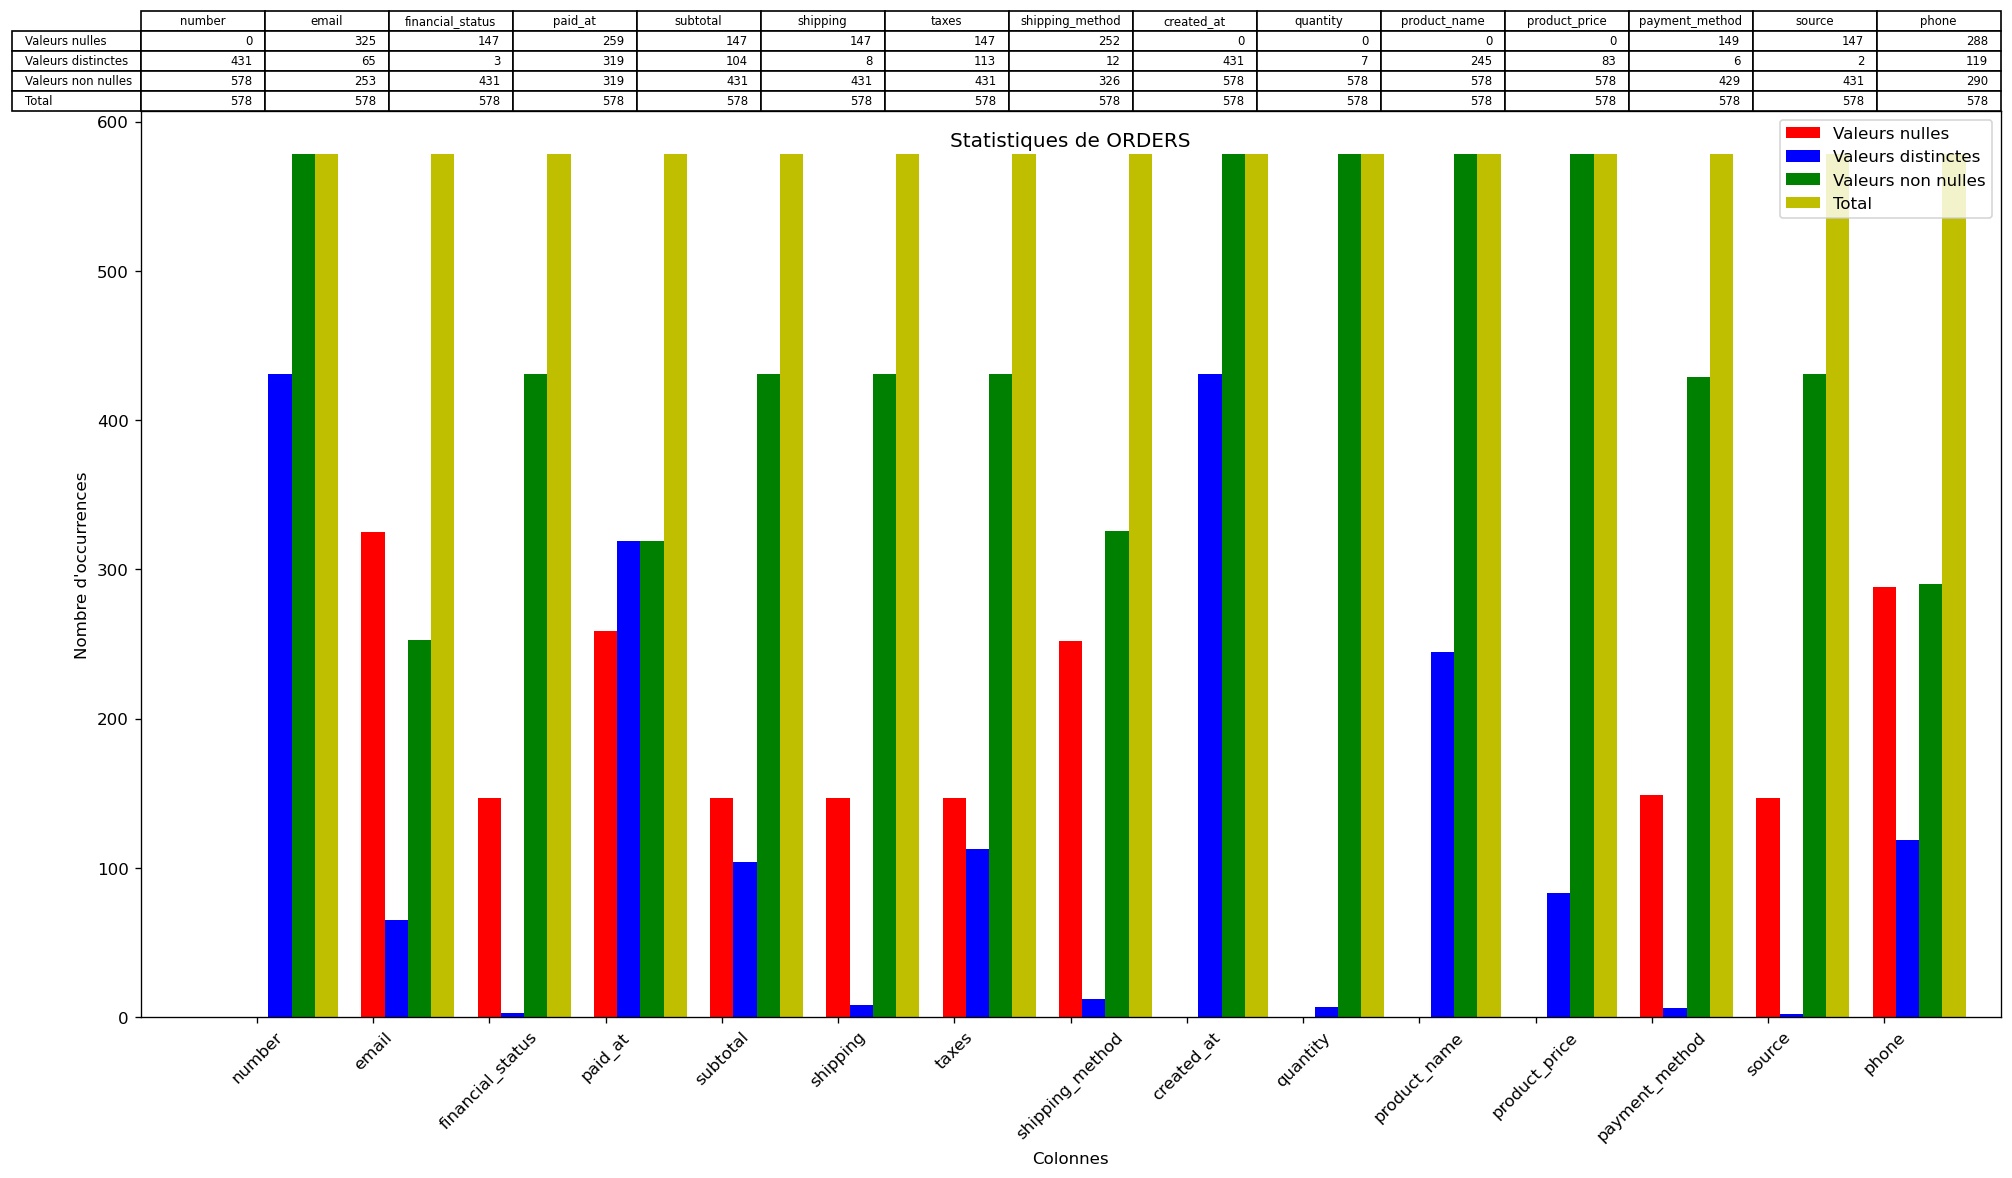 number email financial_status paid_at subtotal shipping taxes shipping_method created_at quantity product_name product_price payment_method source phone
Valeurs nulles 0 325 147 259 147 147 147 252 0 0 0 0 149 147 288
Valeurs distinctes 431 65 3 319 104 8 113 12 431 7 245 83 6 2 119
Valeurs non nulles 578 253 431 319 431 431 431 326 578 578 578 578 429 431 290
Total 578 578 578 578 578 578 578 578 578 578 578 578 578 578 578
Statistiques de ORDERS
Valeurs nulles
Valeurs distinctes
Valeurs non nulles
Total
600
500
400
300
200
100
0
Nombre d'occurrences
number email financial_status paid_at subtotal shipping taxes shipping_method created_at quantity product_name product_price payment_method source phone
Colonnes